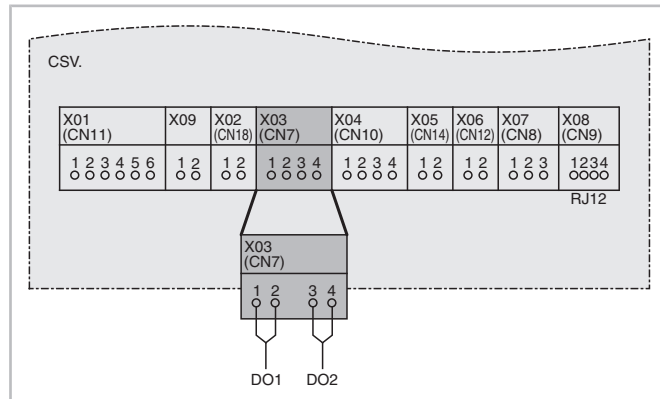 CSV.
X01 X09 X02 X03 X04 X05 X06 X07 X08
(CN11) (CN18) (CN7) (CN10) (CN14) (CN12) (CN8) (CN9)
1 2 3 4 5 6 1 2 1 2 1 2 3 4 1 2 3 4 1 2 1 2 1 2 3 1234
RJ12
X03
(CN7)
1 2 3 4
DO1 DO2